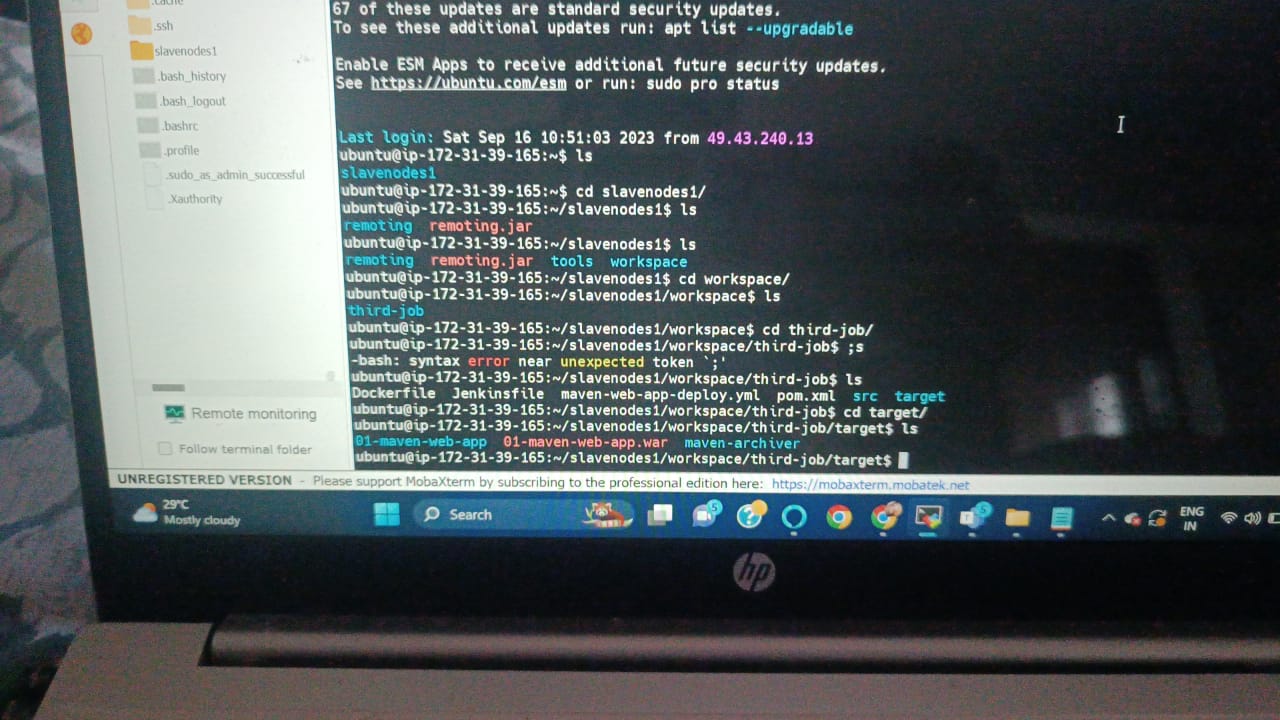 .cache
.ssh
slavenodes1
.bash_history
.bash_logout
.bashrc
.profile
.sudo_as_admin_successful
.Xauthority
Remote monitoring
Follow terminal folder
67 of these updates are standard security updates.
To see these additional updates run: apt list --upgradable
Enable ESM Apps to receive additional future security updates.
See https://ubuntu.com/esm or run: sudo pro status
Last login: Sat Sep 16 10:51:03 2023 from 49.43.240.13
ubuntu@ip-172-31-39-165:~$ ls
slavenodes1
ubuntu@ip-172-31-39-165:~$ cd slavenodes1/
ubuntu@ip-172-31-39-165:~/slavenodes1$ ls
remoting remoting.jar
ubuntu@ip-172-31-39-165:~/slavenodes1$ ls
remoting remoting.jar tools workspace
ubuntu@ip-172-31-39-165:~/slavenodes1$ cd workspace/
ubuntu@ip-172-31-39-165:~/slavenodes1/workspace$ ls
third-job
ubuntu@ip-172-31-39-165:~/slavenodes1/workspace$ cd third-job/
ubuntu@ip-172-31-39-165:~/slavenodes1/workspace/third-job$ ;s
-bash: syntax error near unexpected token `;'
ubuntu@ip-172-31-39-165:~/slavenodes1/workspace/third-job$ ls
Dockerfile Jenkinsfile maven-web-app-deploy.yml pom.xml src target
ubuntu@ip-172-31-39-165:~/slavenodes1/workspace/third-job$ cd target/
ubuntu@ip-172-31-39-165:~/slavenodes1/workspace/third-job/target$ ls
01-maven-web-app 01-maven-web-app.war maven-archiver
ubuntu@ip-172-31-39-165:~/slavenodes1/workspace/third-job/target$
UNREGISTERED VERSION - Please support MobaXterm by subscribing to the professional edition here: https://mobaxterm.mobatek.net
29°C
Mostly cloudy
Search
5
5
ENG
IN
hp